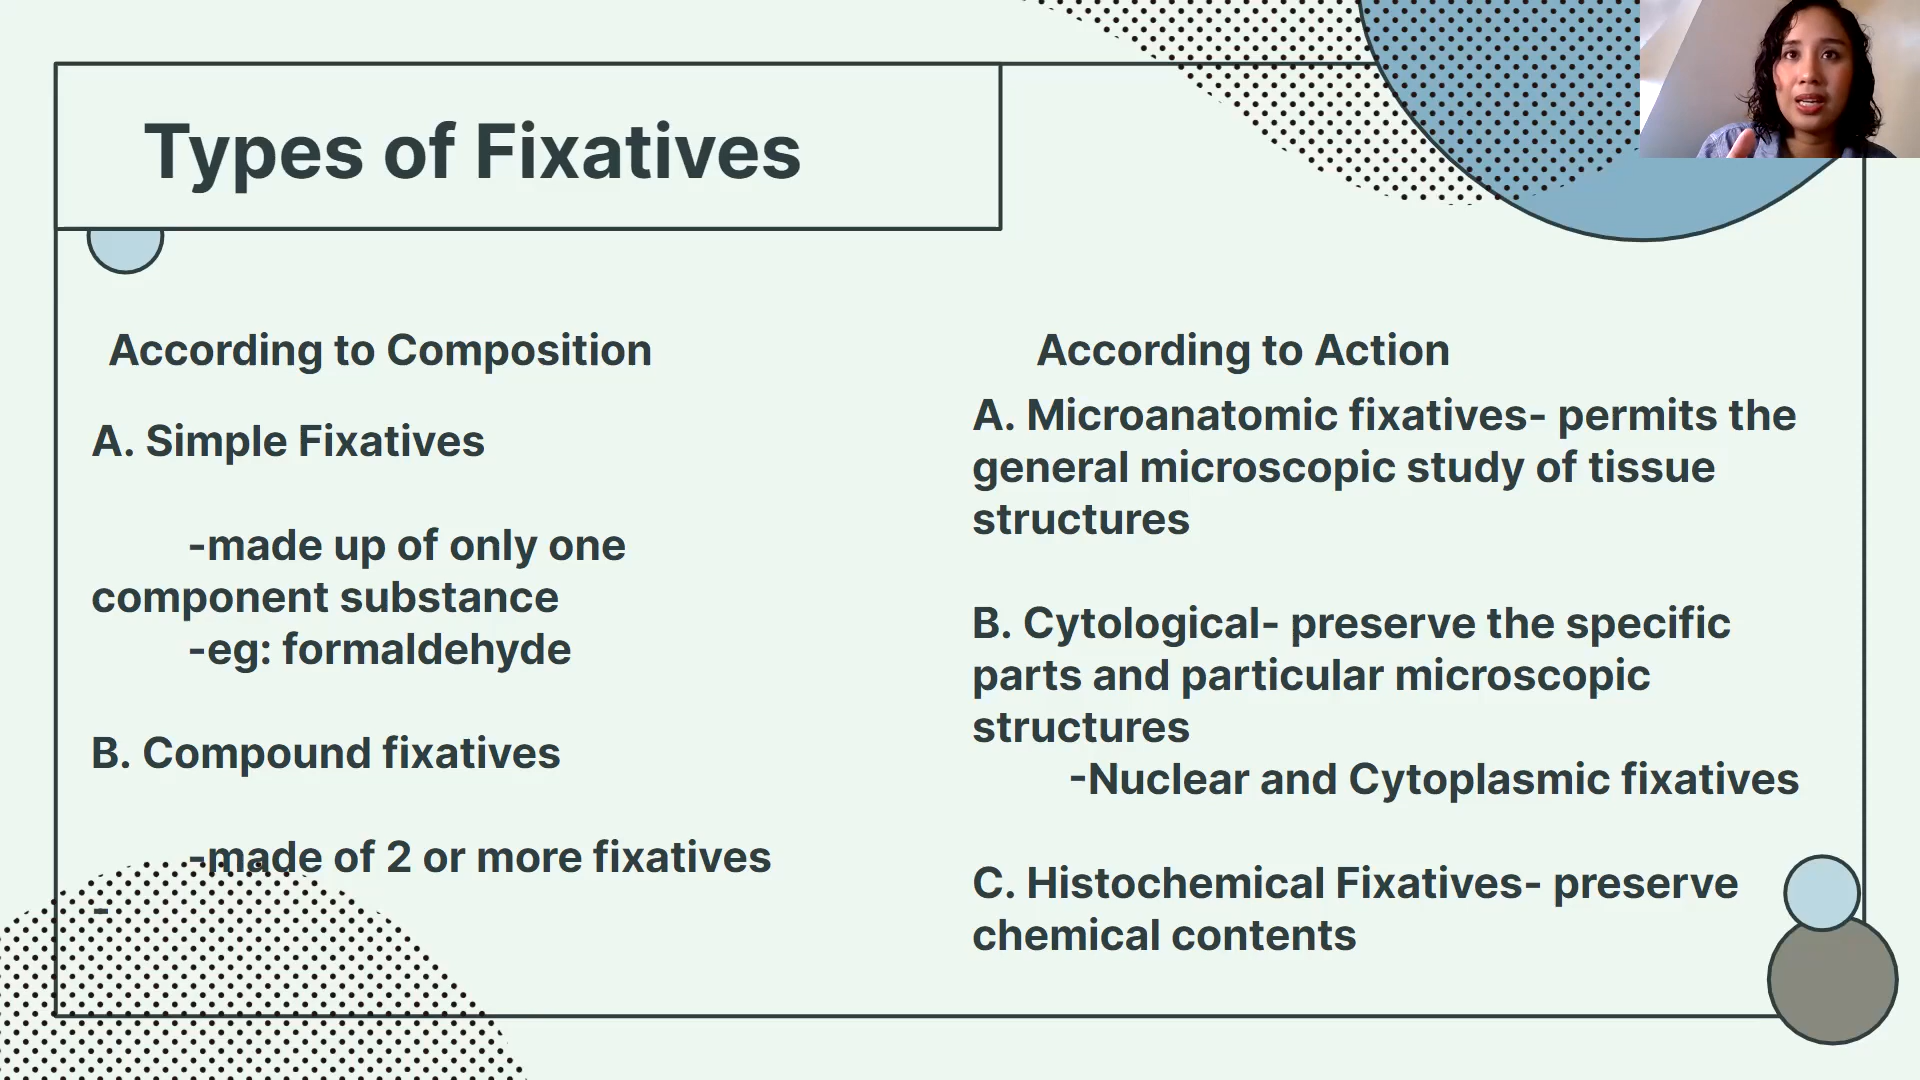 Types of Fixatives
According to Composition
A. Simple Fixatives
-made up of only one
component substance
-eg: formaldehyde
B. Compound fixatives
-made of 2 or more fixatives
-
According to Action
A. Microanatomic fixatives- permits the
general microscopic study of tissue
structures
B. Cytological- preserve the specific
parts and particular microscopic
structures
-Nuclear and Cytoplasmic fixatives
C. Histochemical Fixatives- preserve
chemical contents